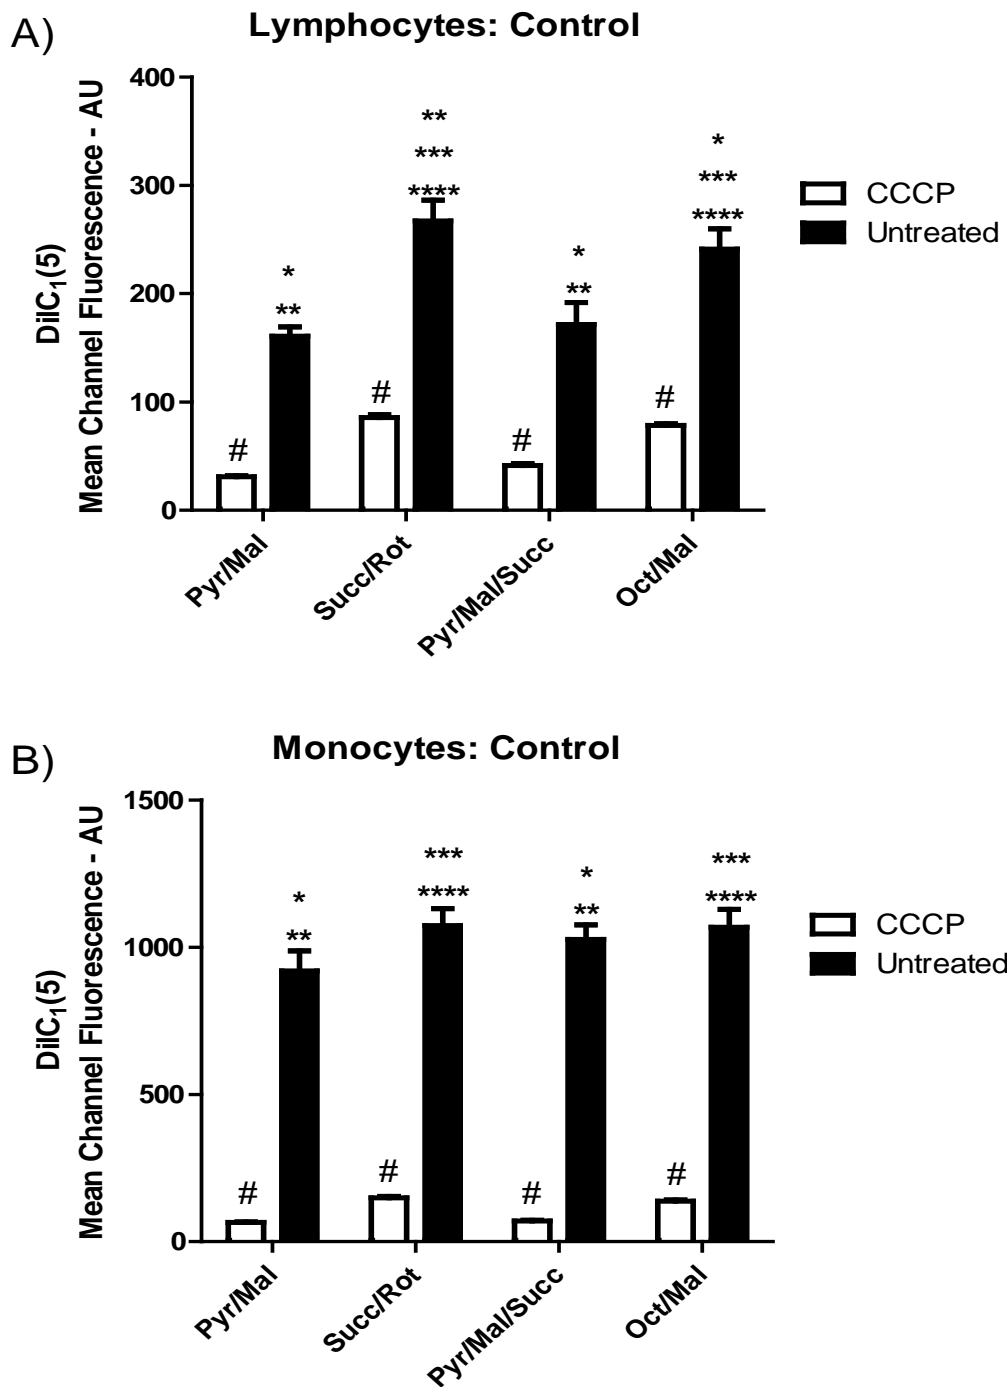 A)
Lymphocytes: Control
DiIC₁(5)
Mean Channel Fluorescence - AU
400
300
200
100
0
#
*
**
#
**
***
****
#
*
**
#
*
***
****
CCCP
Untreated
Pyr/Mal
Succ/Rot
Pyr/Mal/Succ
Oct/Mal
B)
Monocytes: Control
DiIC₁(5)
Mean Channel Fluorescence - AU
1500
1000
500
0
#
*
**
#
***
****
#
*
**
#
***
****
CCCP
Untreated
Pyr/Mal
Succ/Rot
Pyr/Mal/Succ
Oct/Mal